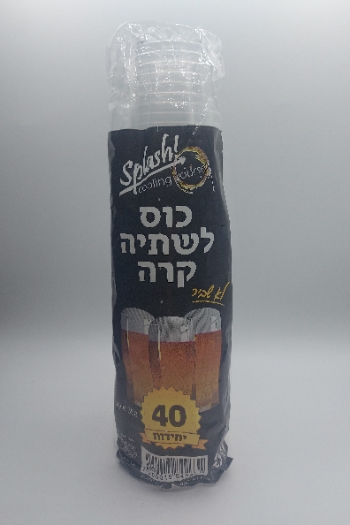 Splash!
כוס
לשתיה
קרה
לא שביר
40
יחידות